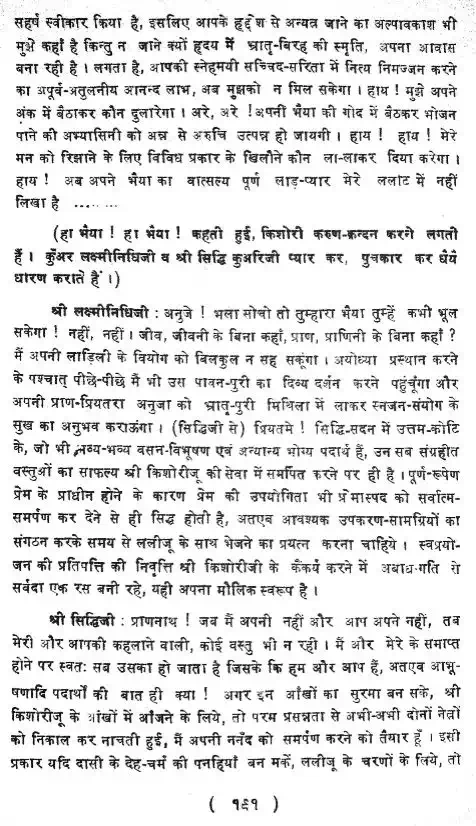 सहर्ष स्वीकार किया है, इसलिए आपके हृद्देश से अन्यत्र जाने का अल्पावकाश भी
मुझे कहाँ है किन्तु न जाने क्यों हृदय में भ्रातृ-बिरह की स्मृति, अपना आवास
बना रही है । लगता है, आपकी स्नेहमयी सच्चिद-सरिता में नित्य निमज्जन करने
का अपूर्व-अतुलनीय आनन्द लाभ, अब मुझको न मिल सकेगा । हाय ! मुझे अपने
अंक में बैठाकर कौन दुलारेगा । अरे, अरे ! अपनी भैया की गोद में बैठकर भोजन
पाने की अभ्यासिनी को अन्न से अरुचि उत्पन्न हो जायगी । हाय ! हाय ! मेरे
मन को रिझाने के लिए विविध प्रकार के खिलौने कौन ला-लाकर दिया करेगा ।
हाय ! अब अपने भैया का वात्सल्य पूर्ण लाड़-प्यार मेरे ललाट में नहीं
लिखा है ........
(हा भैया ! हा भैया ! कहती हुई, किशोरी करुण-क्रन्दन करने लगती
हैं । कुँअर लक्ष्मीनिधिजी व श्री सिद्धि कुअँरिजी प्यार कर, पुचकार कर धैर्य
धारण कराते हैं ।)
श्री लक्ष्मीनिधिजी : अनुजे ! भला सोचो तो तुम्हारा भैया तुम्हें कभी भूल
सकेगा ! नहीं, नहीं । जीव, जीवनी के बिना कहाँ, प्राण, प्राणिनी के बिना कहाँ ?
मैं अपनी लाड़िली के वियोग को बिलकुल न सह सकूंगा । अयोध्या प्रस्थान करने
के पश्चात् पीछे-पीछे मैं भी उस पावन-पुरी का दिव्य दर्शन करने पहुंचूँगा और
अपनी प्राण-प्रियतरा अनुजा को भ्रातृ-पुरी मिथिला में लाकर स्नजन-संयोग के
सुख का अनुभव कराऊंगा । (सिद्धिजी से) प्रियतमे ! सिद्धि-सदन में उत्तम-कोटि
के, जो भी नव्य-भव्य वसन-विभूषण एवं अन्यान्य भोग्य पदार्थ हैं, उन सब संग्रहीत
वस्तुओं का साफल्य श्री किशोरीजू की सेवा में समर्पित करने पर ही है । पूर्ण-रूपेण
प्रेम के प्राधीन होने के कारण प्रेम की उपयोगिता भी प्रेमास्पद को सर्वात्म-
समर्पण कर देने से ही सिद्ध होती है, अतएव आवश्यक उपकरण-सामग्रियों का
संगठन करके समय से ललीजू के साथ भेजने का प्रयत्न करना चाहिये । स्वप्रयो-
जन की प्रतिपत्ति की निवृत्ति श्री किशोरीजी के कैंकर्य करने में अबाध-गति से
सर्वदा एक रस बनी रहे, यही अपना मौलिक स्वरूप है ।
श्री सिद्धिजी : प्राणनाथ ! जब मैं अपनी नहीं और आप अपने नहीं, तब
मेरी और आपकी कहलाने वाली, कोई वस्तु भी न रही । मैं और मेरे के समाप्त
होने पर स्वतः सब उसका हो जाता है जिसके कि हम और आप हैं, अतएव आभू-
षणादि पदार्थों की बात ही क्या ! अगर इन आंखों का सुरमा बन सके, श्री
किशोरीजू के आंखों में आँजने के लिये, तो परम प्रसन्नता से अभी-अभी दोनों नेत्रों
को निकाल कर नाचती हुई, मैं अपनी ननँद को समर्पण करने को तैयार हूँ । इसी
प्रकार यदि दासी के देह-चर्म की पनहियाँ बन सकें, ललीजू के चरणों के लिये, तो
( १९१ )